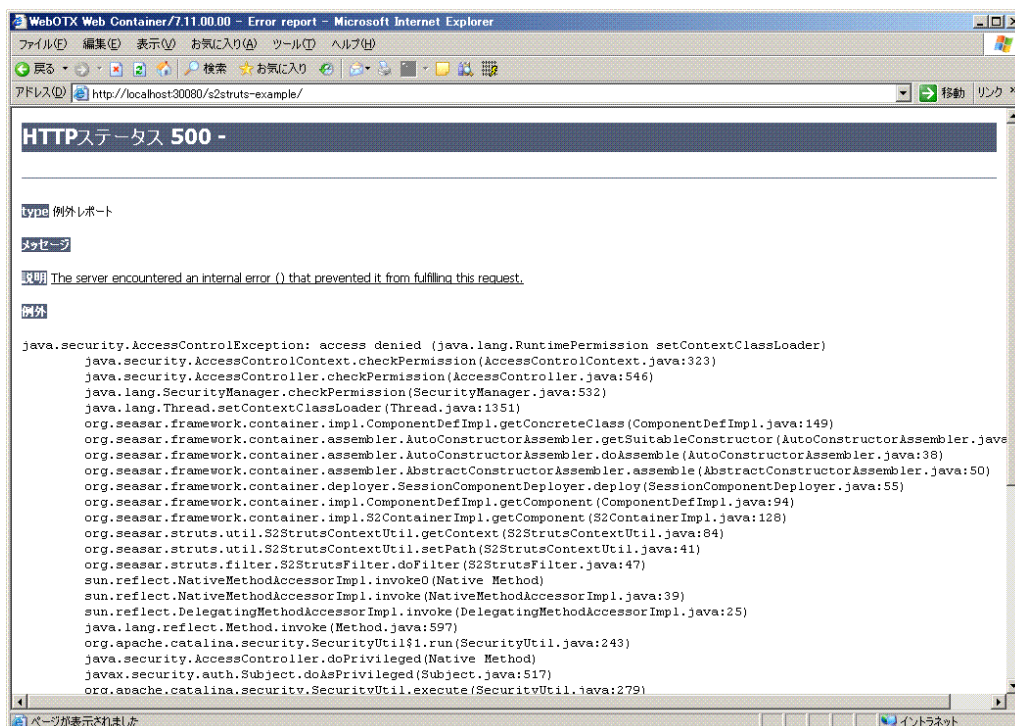 WebOTX Web Container/7.11.00.00 - Error report - Microsoft Internet Explorer
ファイル(F) 編集(E) 表示(V) お気に入り(A) ツール(T) ヘルプ(H)
戻る 検索 お気に入り
アドレス(D) http://localhost:30080/s2struts-example/ 移動 リンク »
HTTPステータス 500 -
type 例外レポート
メッセージ
説明 The server encountered an internal error () that prevented it from fulfilling this request.
例外
java.security.AccessControlException: access denied (java.lang.RuntimePermission setContextClassLoader)
java.security.AccessControlContext.checkPermission(AccessControlContext.java:323)
java.security.AccessController.checkPermission(AccessController.java:546)
java.lang.SecurityManager.checkPermission(SecurityManager.java:532)
java.lang.Thread.setContextClassLoader(Thread.java:1351)
org.seasar.framework.container.impl.ComponentDefImpl.getConcreteClass(ComponentDefImpl.java:149)
org.seasar.framework.container.assembler.AutoConstructorAssembler.getSuitableConstructor(AutoConstructorAssembler.java
org.seasar.framework.container.assembler.AutoConstructorAssembler.doAssemble(AutoConstructorAssembler.java:38)
org.seasar.framework.container.assembler.AbstractConstructorAssembler.assemble(AbstractConstructorAssembler.java:50)
org.seasar.framework.container.deployer.SessionComponentDeployer.deploy(SessionComponentDeployer.java:55)
org.seasar.framework.container.impl.ComponentDefImpl.getComponent(ComponentDefImpl.java:94)
org.seasar.framework.container.impl.S2ContainerImpl.getComponent(S2ContainerImpl.java:128)
org.seasar.struts.util.S2StrutsContextUtil.getContext(S2StrutsContextUtil.java:84)
org.seasar.struts.util.S2StrutsContextUtil.setPath(S2StrutsContextUtil.java:41)
org.seasar.struts.filter.S2StrutsFilter.doFilter(S2StrutsFilter.java:47)
sun.reflect.NativeMethodAccessorImpl.invoke0(Native Method)
sun.reflect.NativeMethodAccessorImpl.invoke(NativeMethodAccessorImpl.java:39)
sun.reflect.DelegatingMethodAccessorImpl.invoke(DelegatingMethodAccessorImpl.java:25)
java.lang.reflect.Method.invoke(Method.java:597)
org.apache.catalina.security.SecurityUtil$1.run(SecurityUtil.java:243)
java.security.AccessController.doPrivileged(Native Method)
javax.security.auth.Subject.doAsPrivileged(Subject.java:517)
org.apache.catalina.security.SecurityUtil.execute(SecurityUtil.java:279)
ページが表示されました イントラネット